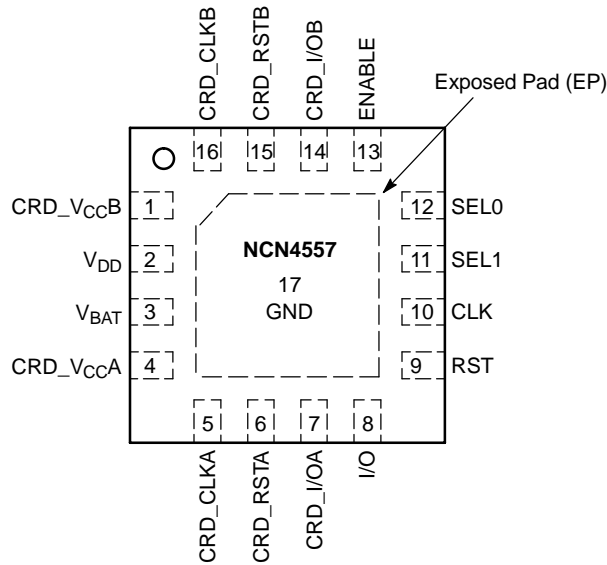 CRD_CLKB
CRD_RSTB
CRD_I/OB
ENABLE
Exposed Pad (EP)
16
15
14
13
CRD_VCCB
1
12
SEL0
VDD
2
NCN4557
11
SEL1
17
VBAT
3
GND
10
CLK
CRD_VCCA
4
9
RST
5
6
7
8
CRD_CLKA
CRD_RSTA
CRD_I/OA
I/O